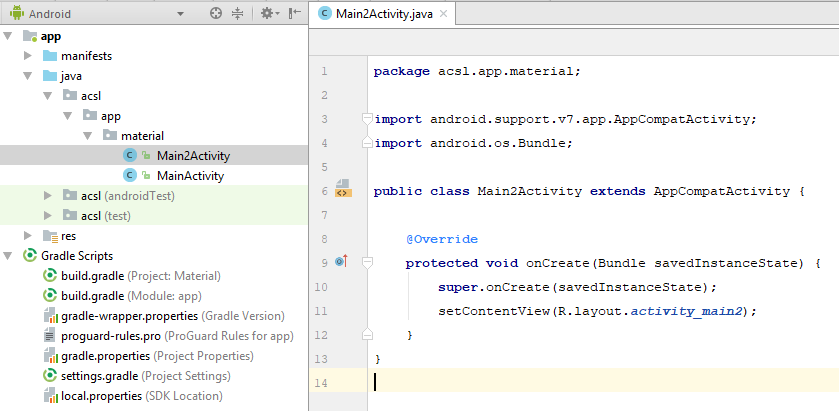 Android
app
manifests
java
acsl
app
material
Main2Activity
MainActivity
acsl (androidTest)
acsl (test)
res
Gradle Scripts
build.gradle (Project: Material)
build.gradle (Module: app)
gradle-wrapper.properties (Gradle Version)
proguard-rules.pro (ProGuard Rules for app)
gradle.properties (Project Properties)
settings.gradle (Project Settings)
local.properties (SDK Location)
Main2Activity.java
1 package acsl.app.material;
2
3 import android.support.v7.app.AppCompatActivity;
4 import android.os.Bundle;
5
6 public class Main2Activity extends AppCompatActivity {
7
8 @Override
9 protected void onCreate(Bundle savedInstanceState) {
10 super.onCreate(savedInstanceState);
11 setContentView(R.layout.activity_main2);
12 }
13 }
14